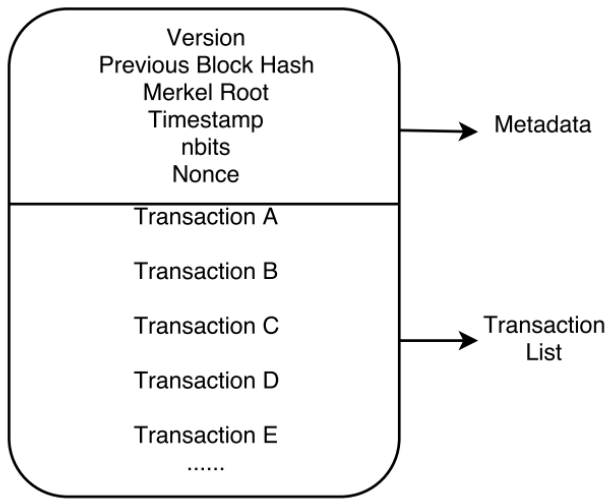 Version
Previous Block Hash
Merkel Root
Timestamp
nbits
Nonce
Metadata
Transaction A
Transaction B
Transaction C
Transaction D
Transaction E
......
Transaction
List